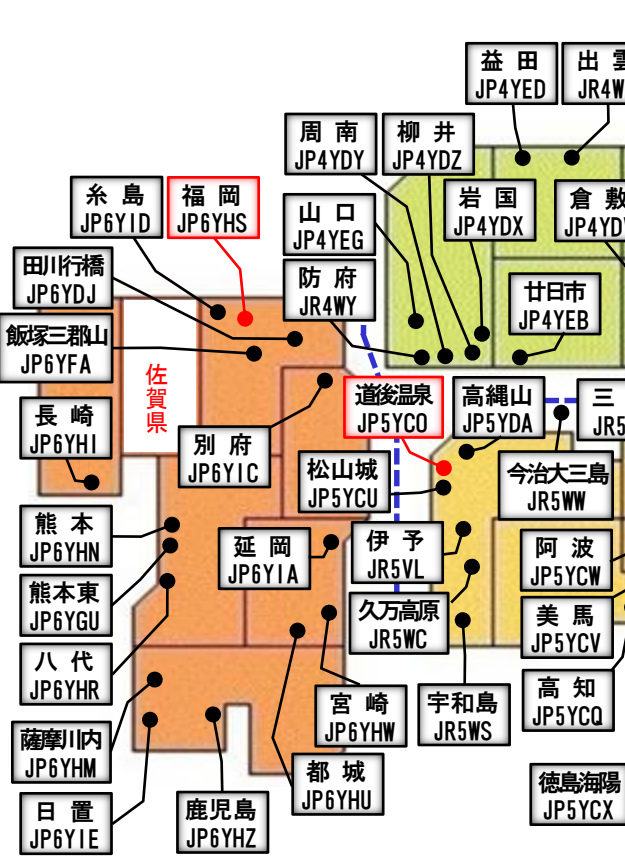 益田
JP4YED
出雲
JR4W
周南
JP4YDY
柳井
JP4YDZ
糸島
JP6YID
福岡
JP6YHS
山口
JP4YEG
岩国
JP4YDX
倉敷
JP4YD
田川行橋
JP6YDJ
防府
JR4WY
廿日市
JP4YEB
飯塚三郡山
JP6YFA
佐賀県
道後温泉
JP5YCO
高縄山
JP5YDA
三
JR5
長崎
JP6YHI
別府
JP6YIC
松山城
JP5YCU
今治大三島
JR5WW
熊本
JP6YHN
延岡
JP6YIA
伊予
JR5VL
阿波
JP5YCW
熊本東
JP6YGU
久万高原
JR5WC
美馬
JP5YCV
八代
JP6YHR
宮崎
JP6YHW
宇和島
JR5WS
高知
JP5YCQ
薩摩川内
JP6YHM
都城
JP6YHU
徳島海陽
JP5YCX
日置
JP6YIE
鹿児島
JP6YHZ